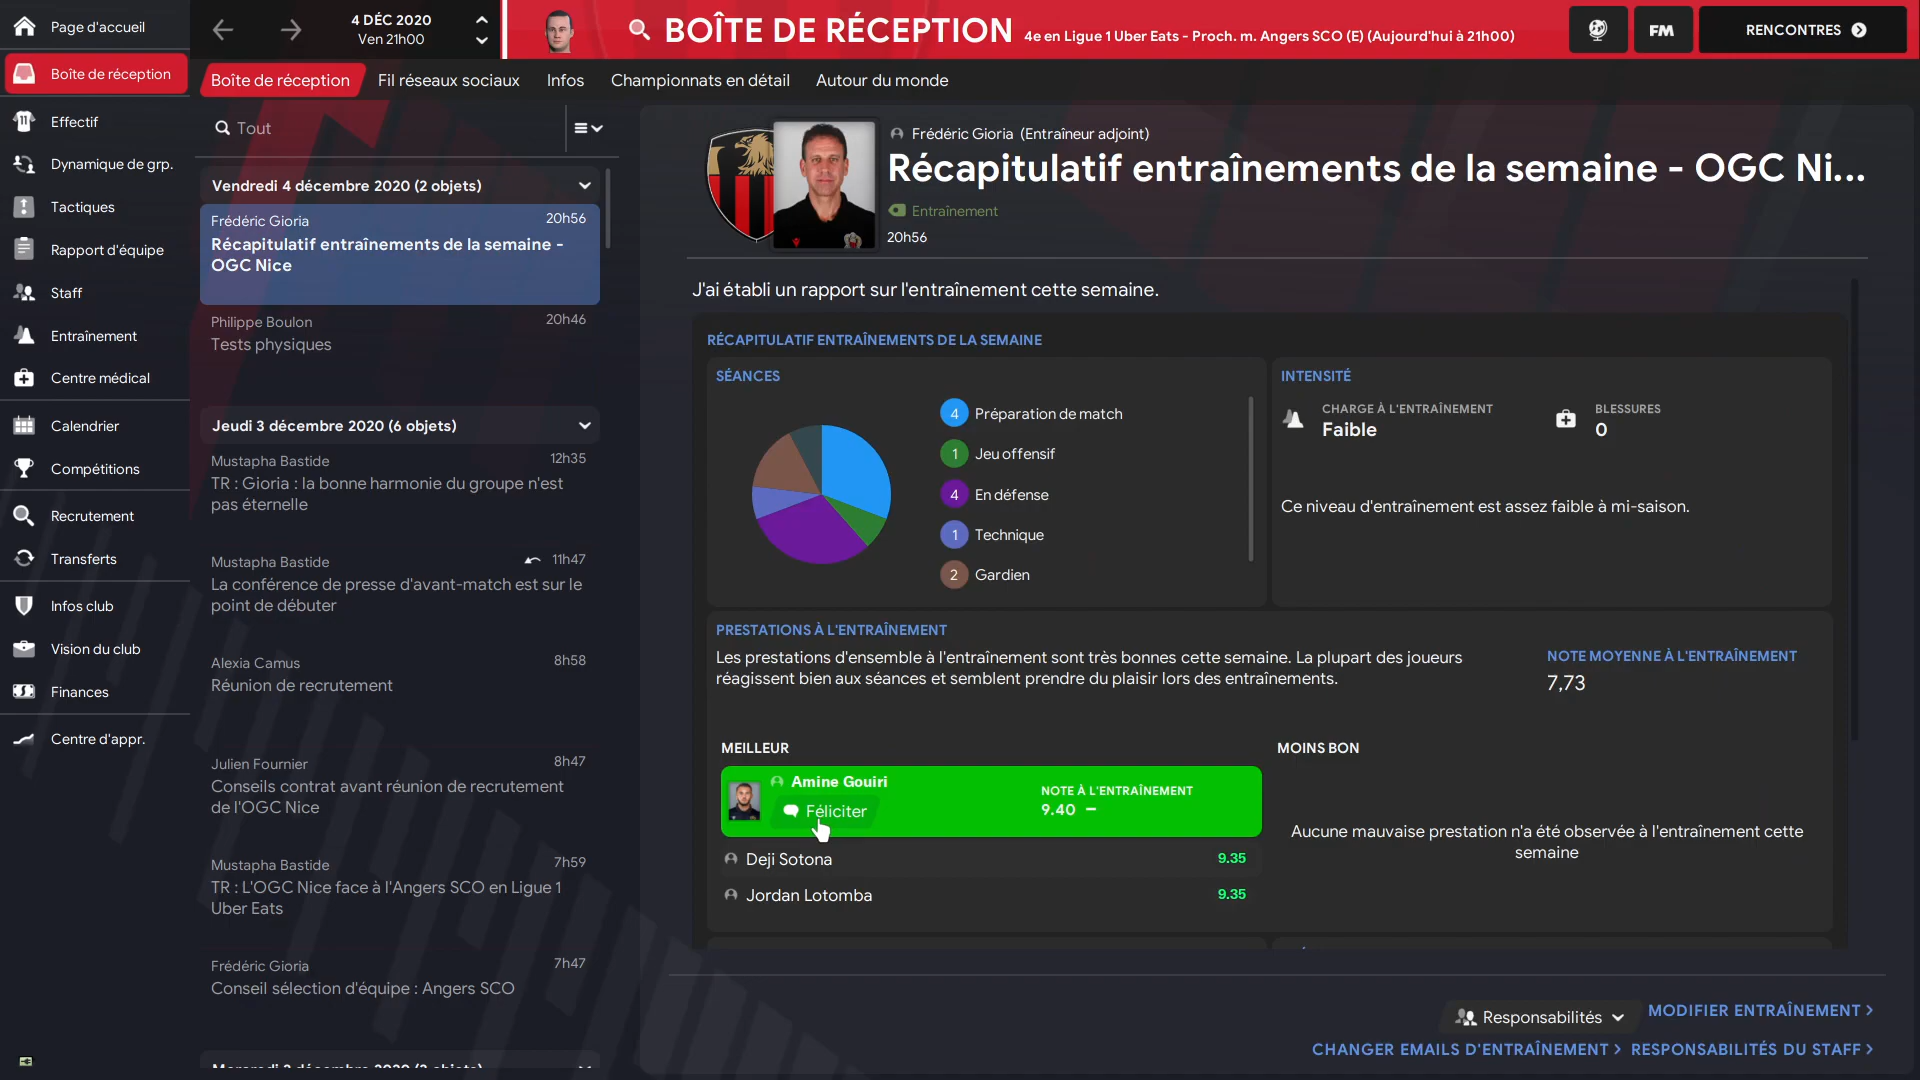 Page d'accueil
Boîte de réception
Effectif
Dynamique de grp.
Tactiques
Rapport d'équipe
Staff
Entraînement
Centre médical
Calendrier
Compétitions
Recrutement
Transferts
Infos club
Vision du club
Finances
Centre d'appr.
4 DÉC 2020
Ven 21h00
BOÎTE DE RÉCEPTION
4e en Ligue 1 Uber Eats - Proch. m. Angers SCO (E) (Aujourd'hui à 21h00)
FM
RENCONTRES
Boîte de réception
Fil réseaux sociaux
Infos
Championnats en détail
Autour du monde
Tout
Vendredi 4 décembre 2020 (2 objets)
Frédéric Gioria 20h56
Récapitulatif entraînements de la semaine -
OGC Nice
Philippe Boulon 20h46
Tests physiques
Jeudi 3 décembre 2020 (6 objets)
Mustapha Bastide 12h35
TR : Gioria : la bonne harmonie du groupe n'est
pas éternelle
Mustapha Bastide 11h47
La conférence de presse d'avant-match est sur le
point de débuter
Alexia Camus 8h58
Réunion de recrutement
Julien Fournier 8h47
Conseils contrat avant réunion de recrutement
de l'OGC Nice
Mustapha Bastide 7h59
TR : L'OGC Nice face à l'Angers SCO en Ligue 1
Uber Eats
Frédéric Gioria 7h47
Conseil sélection d'équipe : Angers SCO
Frédéric Gioria (Entraîneur adjoint)
Récapitulatif entraînements de la semaine - OGC Ni...
Entraînement
20h56
J'ai établi un rapport sur l'entraînement cette semaine.
RÉCAPITULATIF ENTRAÎNEMENTS DE LA SEMAINE
SÉANCES
4 Préparation de match
1 Jeu offensif
4 En défense
1 Technique
2 Gardien
INTENSITÉ
CHARGE À L'ENTRAÎNEMENT
Faible
BLESSURES
0
Ce niveau d'entraînement est assez faible à mi-saison.
PRESTATIONS À L'ENTRAÎNEMENT
Les prestations d'ensemble à l'entraînement sont très bonnes cette semaine. La plupart des joueurs
réagissent bien aux séances et semblent prendre du plaisir lors des entraînements.
NOTE MOYENNE À L'ENTRAÎNEMENT
7,73
MEILLEUR
Amine Gouiri
Féliciter
NOTE À L'ENTRAÎNEMENT
9.40 –
Deji Sotona 9.35
Jordan Lotomba 9.35
MOINS BON
Aucune mauvaise prestation n'a été observée à l'entraînement cette
semaine
Responsabilités
MODIFIER ENTRAÎNEMENT >
CHANGER EMAILS D'ENTRAÎNEMENT >
RESPONSABILITÉS DU STAFF >